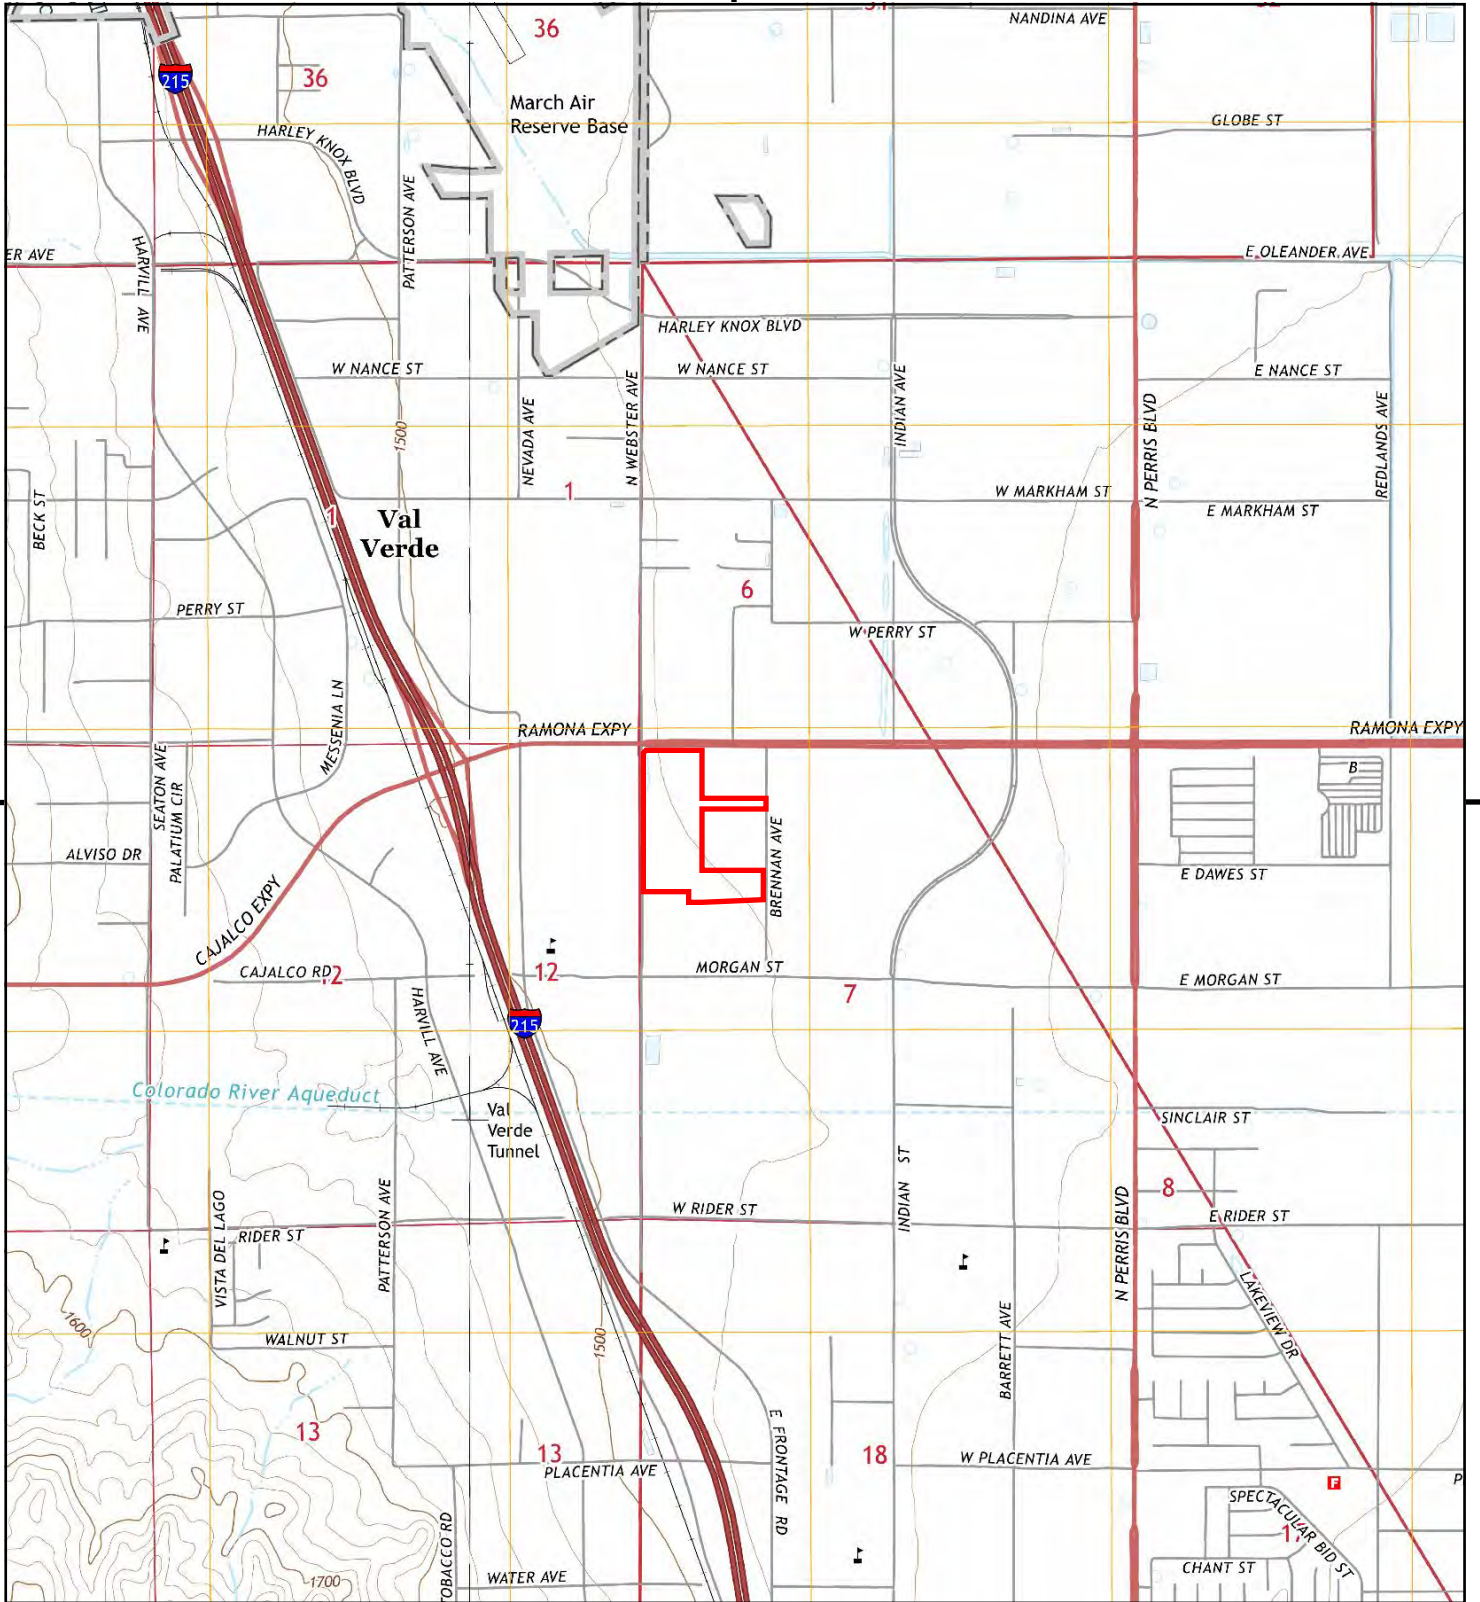 NANDINA AVE
36
36
215
March Air
Reserve Base
GLOBE ST
HARLEY KNOX BLVD
PATTERSON AVE
HARVILL AVE
ER AVE
E OLEANDER AVE
HARLEY KNOX BLVD
W NANCE ST
W NANCE ST
E NANCE ST
INDIAN AVE
N WEBSTER AVE
NEVADA AVE
N PERRIS BLVD
REDLANDS AVE
1500
BECK ST
1
1
Val
Verde
W MARKHAM ST
E MARKHAM ST
6
PERRY ST
W PERRY ST
MESSENIA LN
RAMONA EXPY
RAMONA EXPY
SEATON AVE
PALATIUM CIR
B
ALVISO DR
BRENNAN AVE
E DAWES ST
CAJALCO EXPY
CAJALCO RD
12
12
MORGAN ST
7
E MORGAN ST
HARVILL AVE
215
Colorado River Aqueduct
Val
Verde
Tunnel
SINCLAIR ST
INDIAN ST
8
VISTA DEL LAGO
PATTERSON AVE
W RIDER ST
E RIDER ST
RIDER ST
N PERRIS BLVD
LAKEVIEW DR
1600
WALNUT ST
1500
BARRETT AVE
13
13
18
PLACENTIA AVE
W PLACENTIA AVE
E FRONTAGE RD
F
P
SPECTACULAR BID ST
17
TOBACCO RD
1700
WATER AVE
CHANT ST